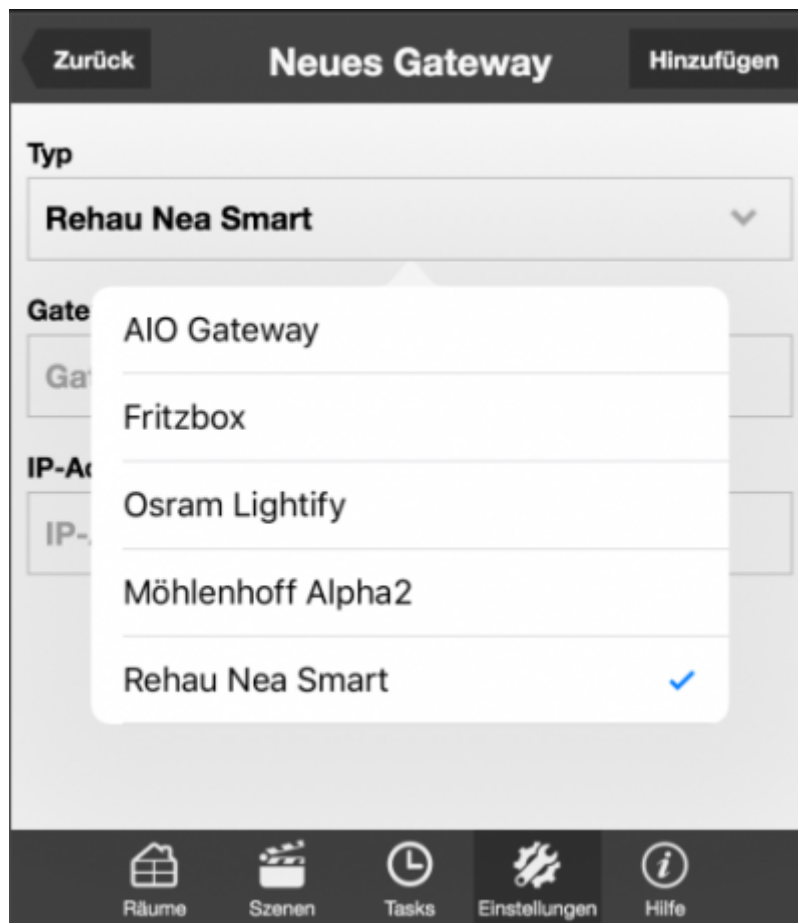 Zurück Neues Gateway Hinzufügen
Typ
Rehau Nea Smart
Gate
AIO Gateway
Ga
Fritzbox
IP-A
Osram Lightify
IP-
Möhlenhoff Alpha2
Rehau Nea Smart
Räume Szenen Tasks Einstellungen Hilfe